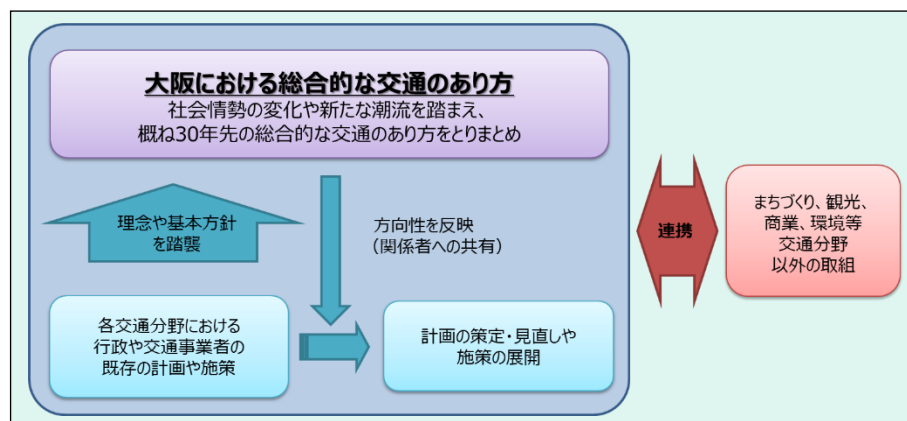 大阪における総合的な交通のあり方
社会情勢の変化や新たな潮流を踏まえ、
概ね30年先の総合的な交通のあり方をとりまとめ
理念や基本方針
を踏襲
方向性を反映
（関係者への共有）
連携
まちづくり、観光、
商業、環境等
交通分野
以外の取組
各交通分野における
行政や交通事業者の
既存の計画や施策
計画の策定・見直しや
施策の展開